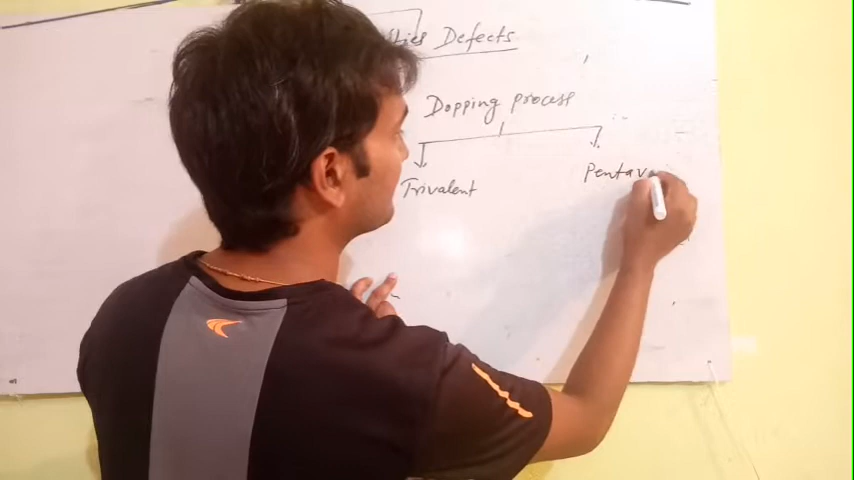 Defects
Dopping process
Trivalent
Pentava